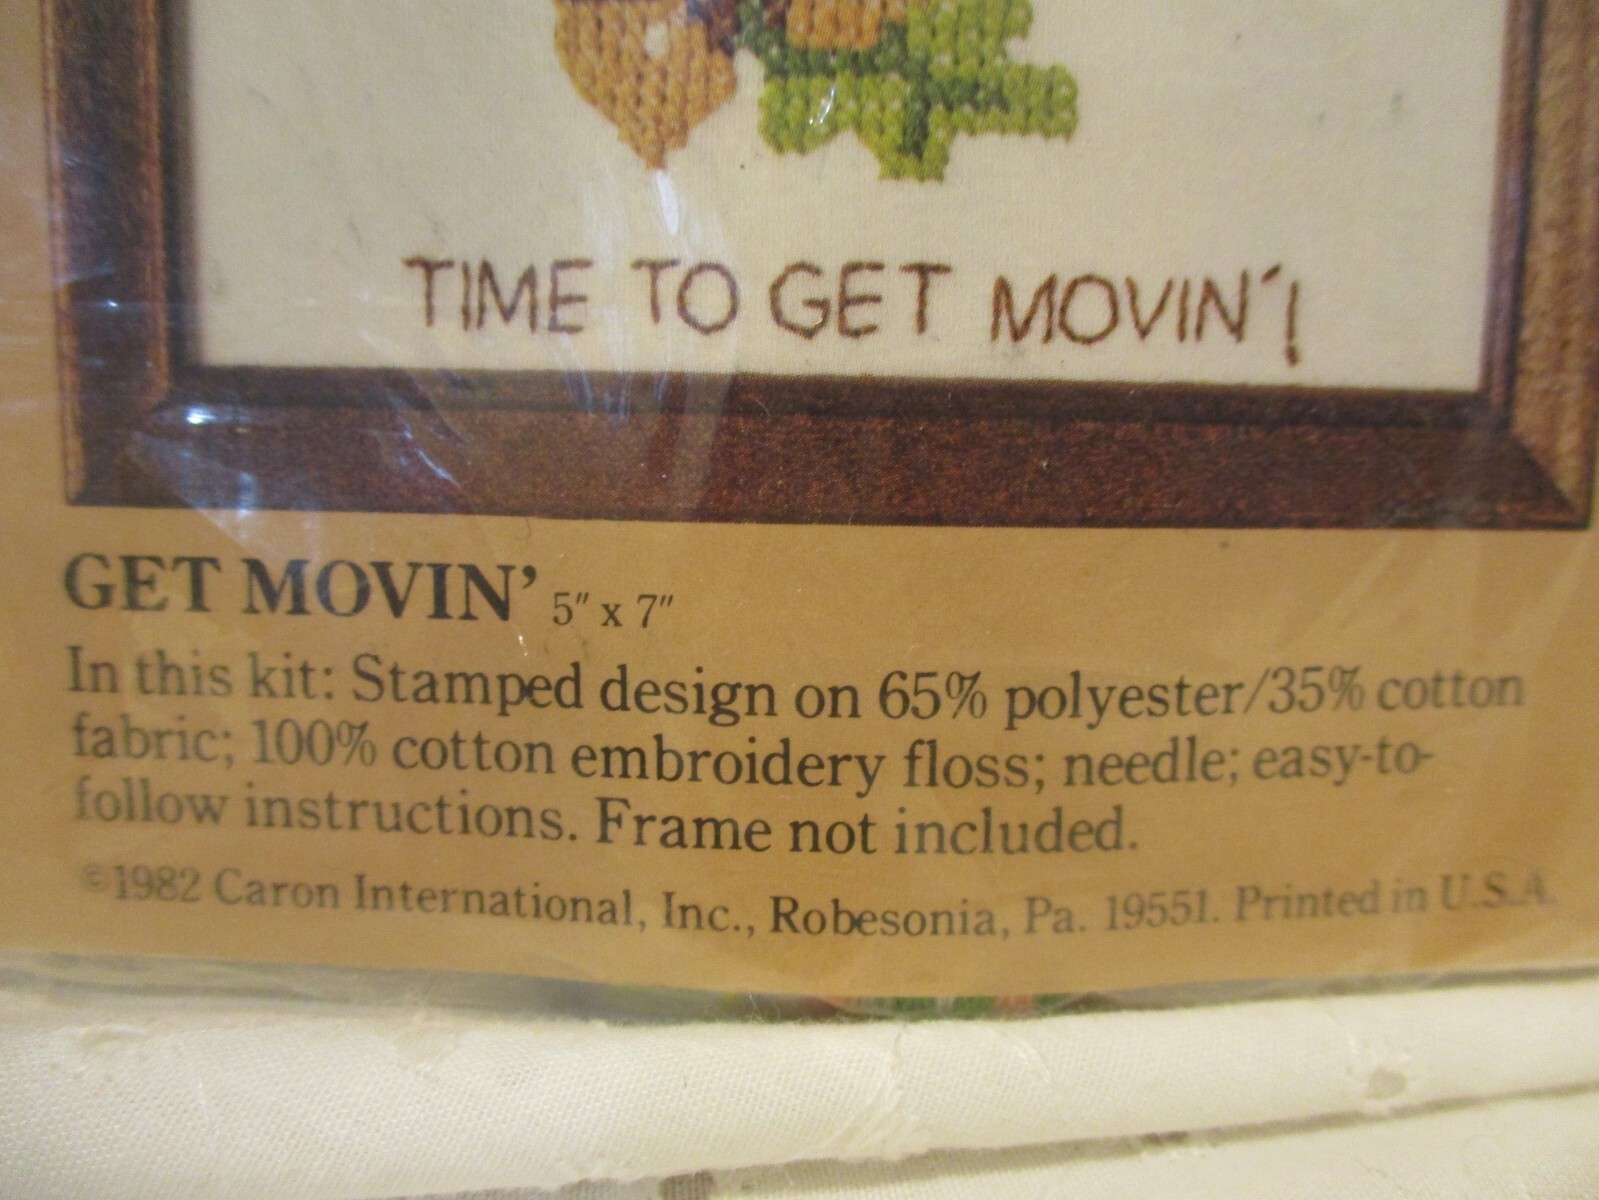 TIME TO GET MOVIN'!
GET MOVIN' 5" x 7"
In this kit: Stamped design on 65% polyester/35% cotton
fabric; 100% cotton embroidery floss; needle; easy-to-
follow instructions. Frame not included.
©1982 Caron International, Inc., Robesonia, Pa. 19551. Printed in U.S.A.